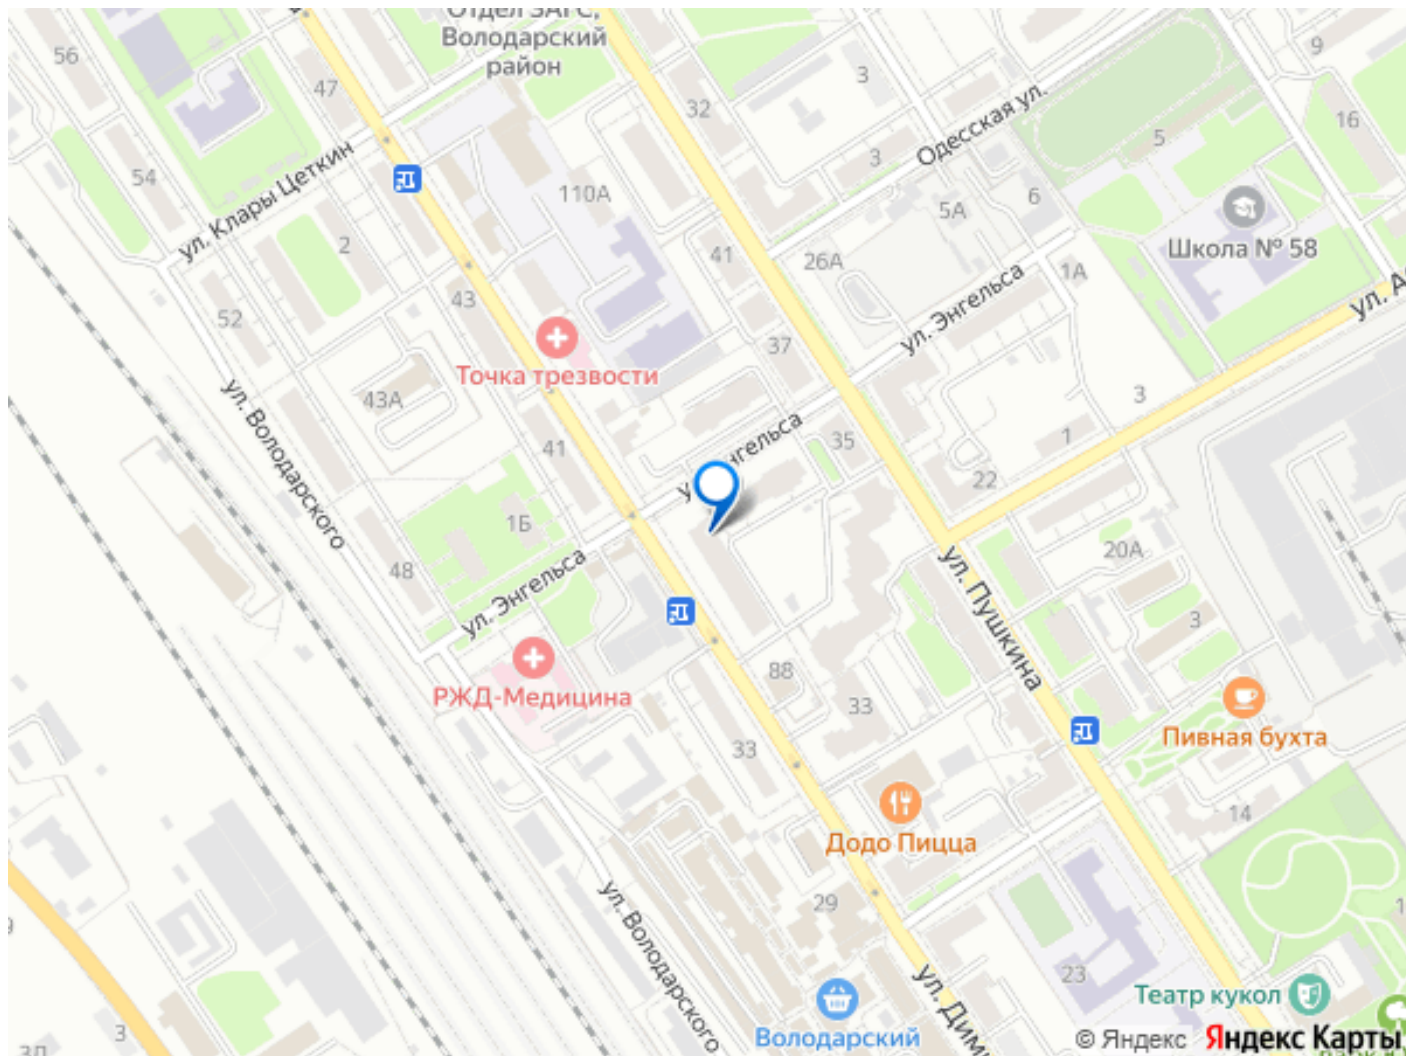 Отдел ЗАГС,
Володарский
район
56
47
32
3
9
16
5
Одесская ул.
3
54
ул. Клары Цеткин
110А
5А
6
Школа № 58
2
41
26А
1А
ул. Энгельса
52
43
37
Точка трезвости
43А
3
ул. Володарского
41
35
1
22
1Б
20А
48
ул. Энгельса
ул. Пушкина
3
88
РЖД-Медицина
33
33
Пивная бухта
14
Додо Пицца
29
ул. Володарского
23
Театр кукол
Володарский
3
3Д
© Яндекс Яндекс Карты